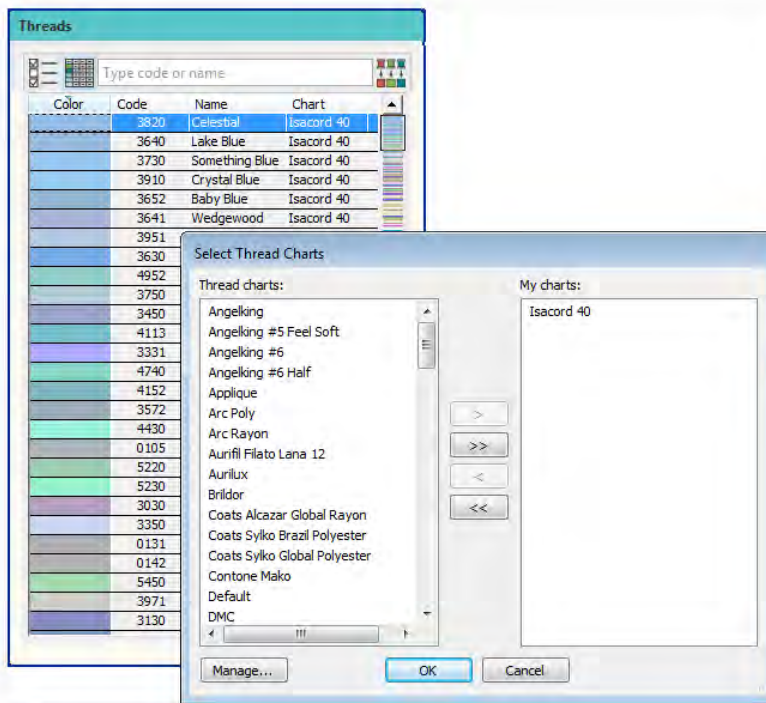 Threads
Type code or name
Color Code Name Chart
3820 Celestial Isacord 40
3640 Lake Blue Isacord 40
3730 Something Blue Isacord 40
3910 Crystal Blue Isacord 40
3652 Baby Blue Isacord 40
3641 Wedgewood Isacord 40
3951
3630
4952
3750
3450
4113
3331
4740
4152
3572
4430
0105
5220
5230
3030
3350
0131
0142
5450
3971
3130
Select Thread Charts
Thread charts:
Angelking
Angelking #5 Feel Soft
Angelking #6
Angelking #6 Half
Applique
Arc Poly
Arc Rayon
Aurifil Filato Lana 12
Aurilux
Brildor
Coats Alcazar Global Rayon
Coats Sylko Brazil Polyester
Coats Sylko Global Polyester
Contone Mako
Default
DMC
>
>>
<
<<
My charts:
Isacord 40
Manage...
OK
Cancel